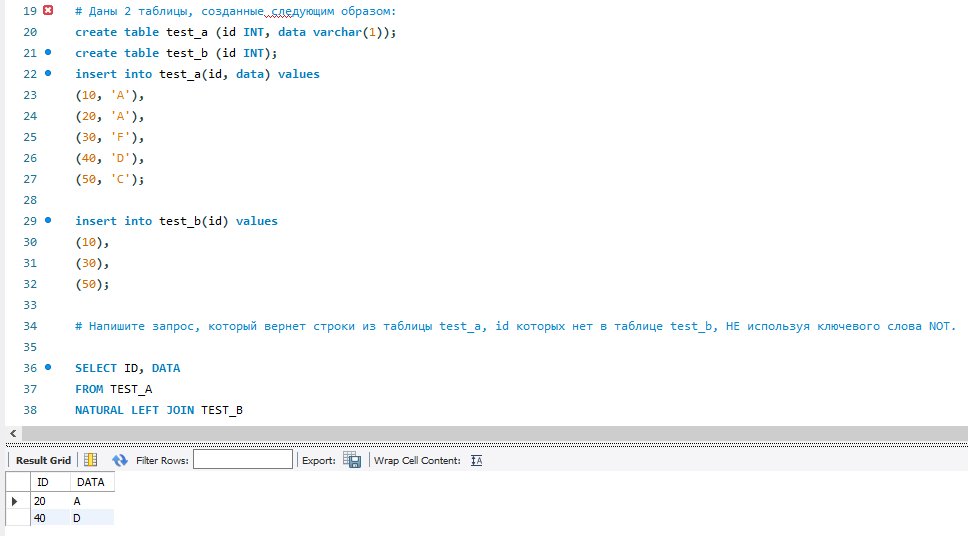 19 # Даны 2 таблицы, созданные следующим образом:
20 create table test_a (id INT, data varchar(1));
21 create table test_b (id INT);
22 insert into test_a(id, data) values
23 (10, 'A'),
24 (20, 'A'),
25 (30, 'F'),
26 (40, 'D'),
27 (50, 'C');
28
29 insert into test_b(id) values
30 (10),
31 (30),
32 (50);
33
34 # Напишите запрос, который вернет строки из таблицы test_a, id которых нет в таблице test_b, НЕ используя ключевого слова NOT.
35
36 SELECT ID, DATA
37 FROM TEST_A
38 NATURAL LEFT JOIN TEST_B
Result Grid Filter Rows: Export: Wrap Cell Content: IA
ID DATA
20 A
40 D